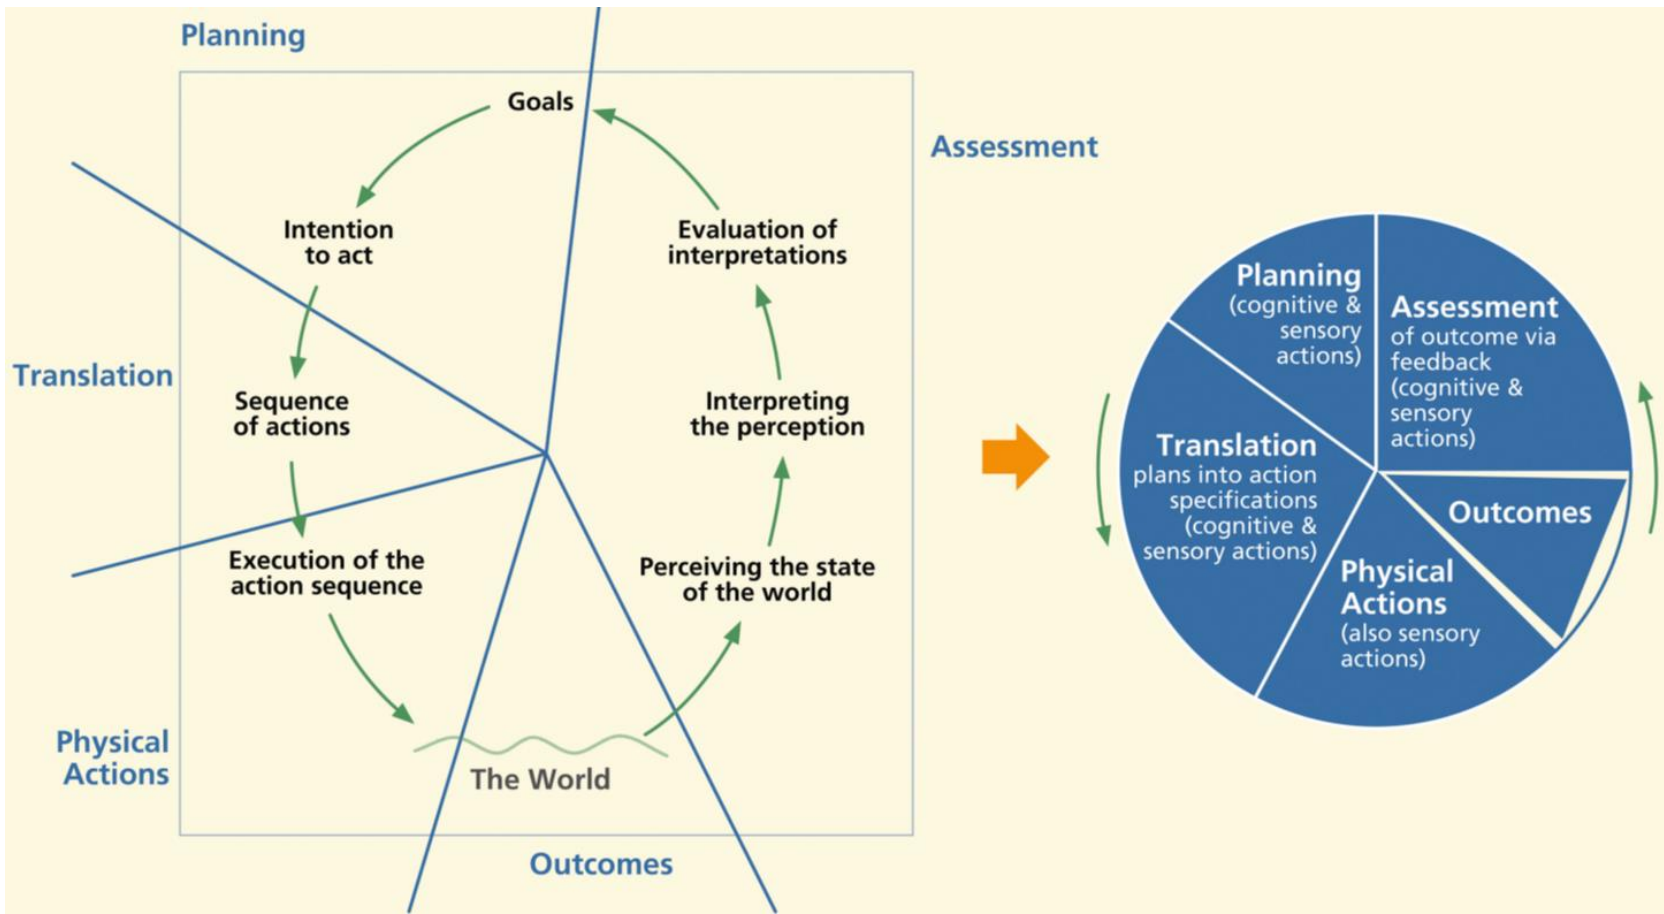 Planning
Goals
Assessment
Intention
to act
Evaluation of
interpretations
Translation
Sequence
of actions
Interpreting
the perception
Execution of the
action sequence
Perceiving the state
of the world
Physical
Actions
The World
Outcomes
Planning
(cognitive &
sensory
actions)
Assessment
of outcome via
feedback
(cognitive &
sensory
actions)
Translation
plans into action
specifications
(cognitive &
sensory actions)
Outcomes
Physical
Actions
(also sensory
actions)